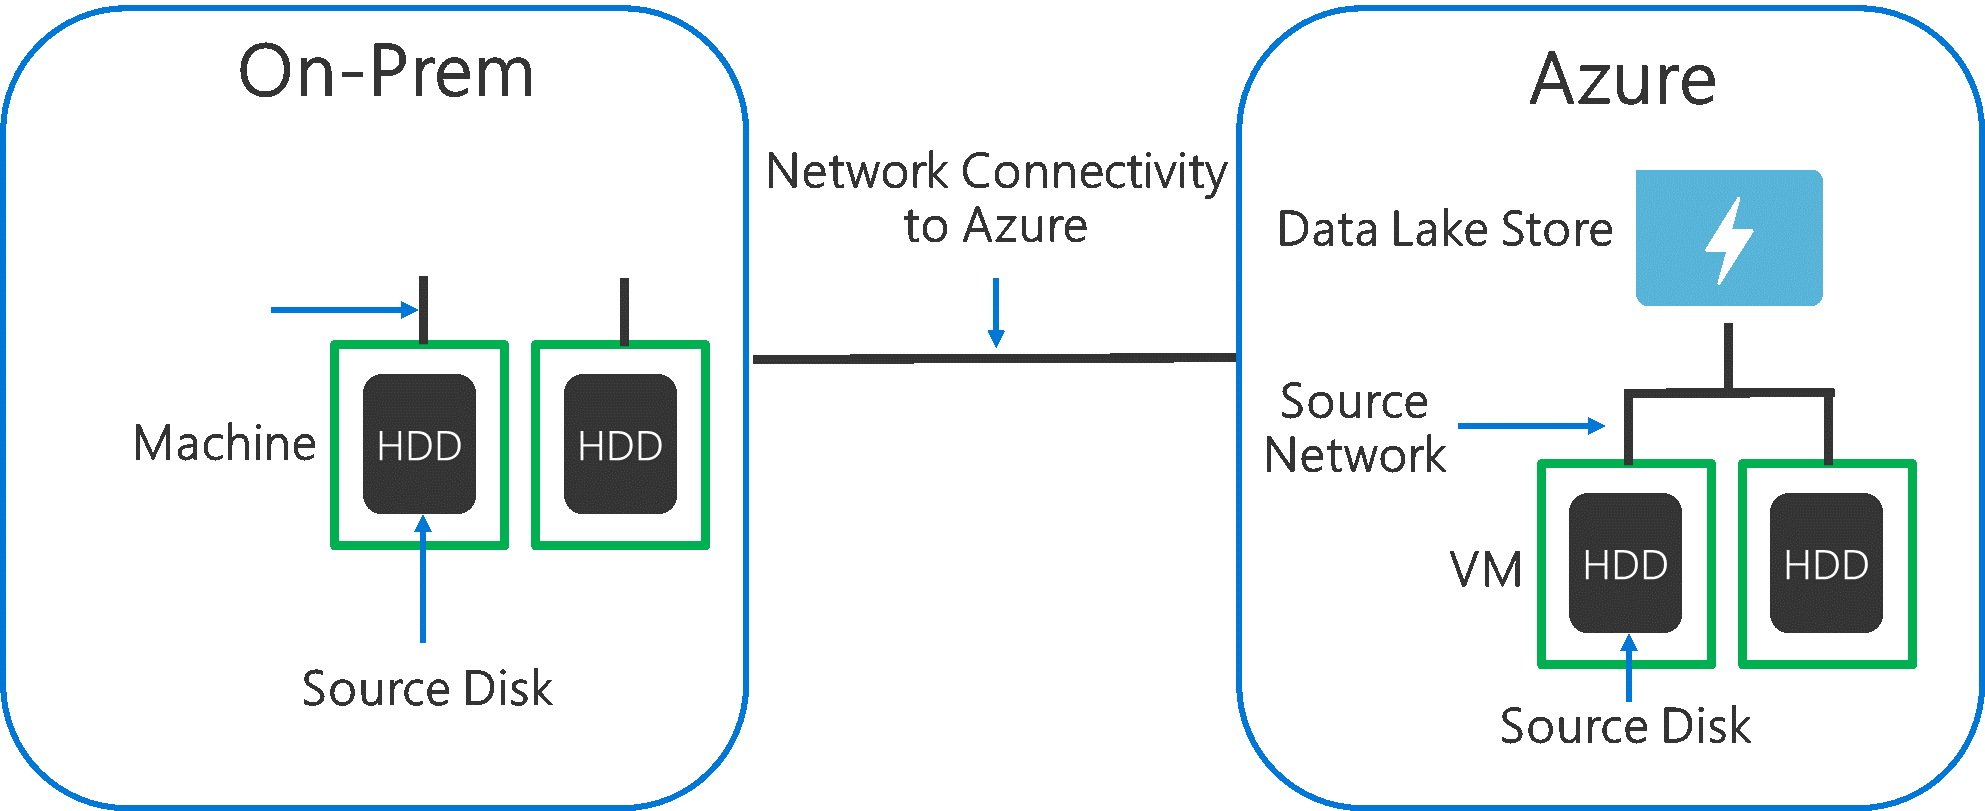 On-Prem
Machine
HDD
HDD
Source Disk
Network Connectivity
to Azure
Azure
Data Lake Store
Source
Network
VM
HDD
HDD
Source Disk